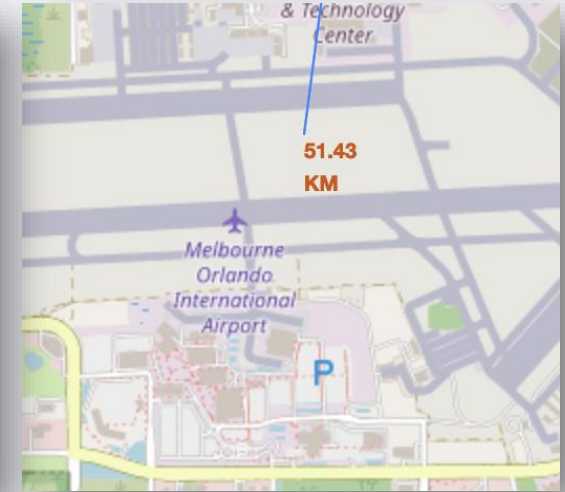 & Technology
Center
51.43
KM
Melbourne
Orlando
International
Airport
P